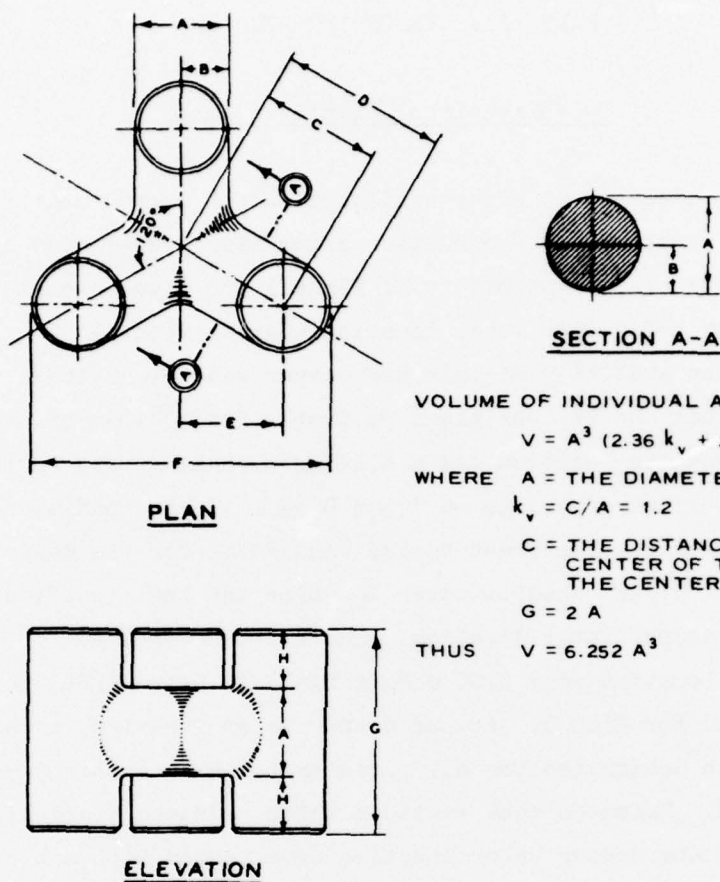 A
B
C
D
120°
A
A
E
F
PLAN
A
B
SECTION A-A
VOLUME OF INDIVIDUAL A
V = A³ (2.36 kᵥ +
WHERE A = THE DIAMETE
kᵥ = C/A = 1.2
C = THE DISTANC
CENTER OF T
THE CENTER
G = 2 A
THUS V = 6.252 A³
H
A
H
G
ELEVATION